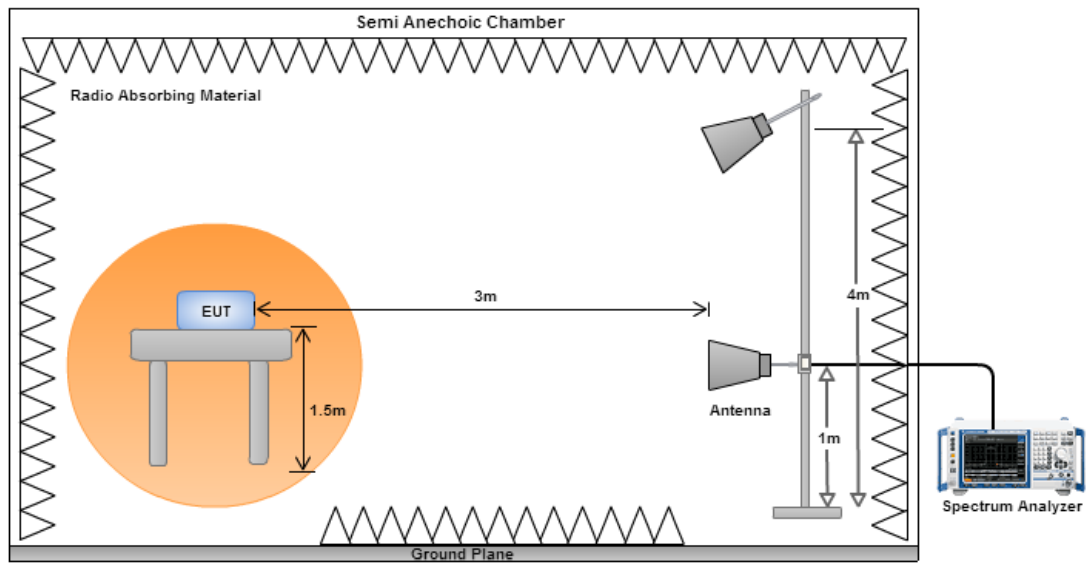 Semi Anechoic Chamber
Radio Absorbing Material
3m
4m
EUT
1.5m
Antenna
1m
Spectrum Analyzer
Ground Plane